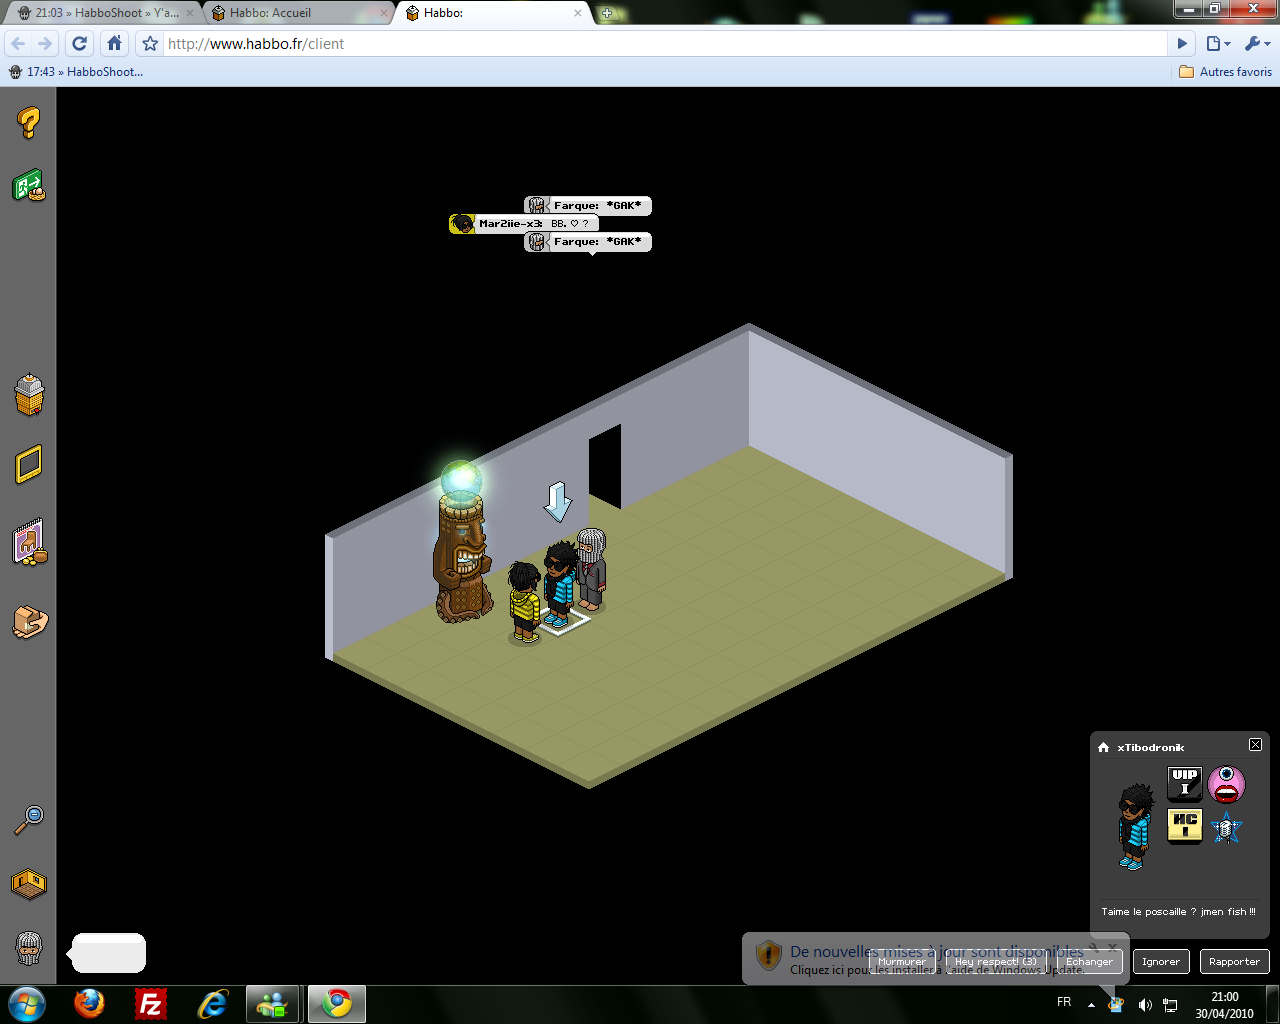 21:03 » HabboShoot » Y'a...
Habbo: Accueil
Habbo:
http://www.habbo.fr/client
17:43 » HabboShoot...
Autres favoris
Farque: *GAK*
Mar2iie-x3: BB. ♡ ?
Farque: *GAK*
xTibodronik
VIP
I
HC
I
Taime le poscaille ? jmen fish !!!
De nouvelles mises à jour sont disponibles
Cliquez ici pour les installer à l'aide de Windows Update.
Murmurer
Hey respect! (3)
Echanger
Ignorer
Rapporter
FR
21:00
30/04/2010